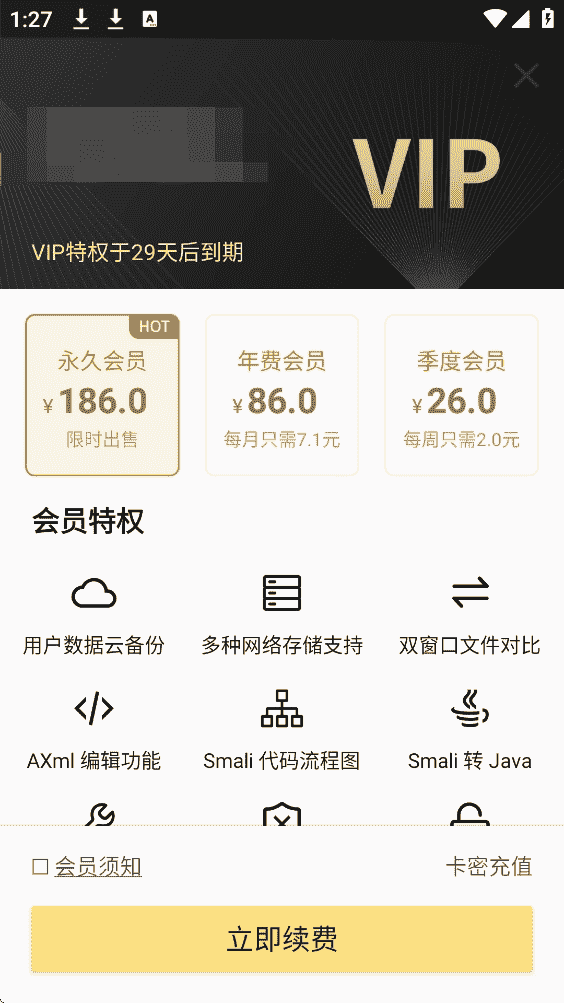 1:27
VIP
VIP特权于29天后到期
HOT
永久会员
年费会员
季度会员
¥186.0
¥86.0
¥26.0
限时出售
每月只需7.1元
每周只需2.0元
会员特权
用户数据云备份
多种网络存储支持
双窗口文件对比
AXml 编辑功能
Smali 代码流程图
Smali 转 Java
会员须知
卡密充值
立即续费